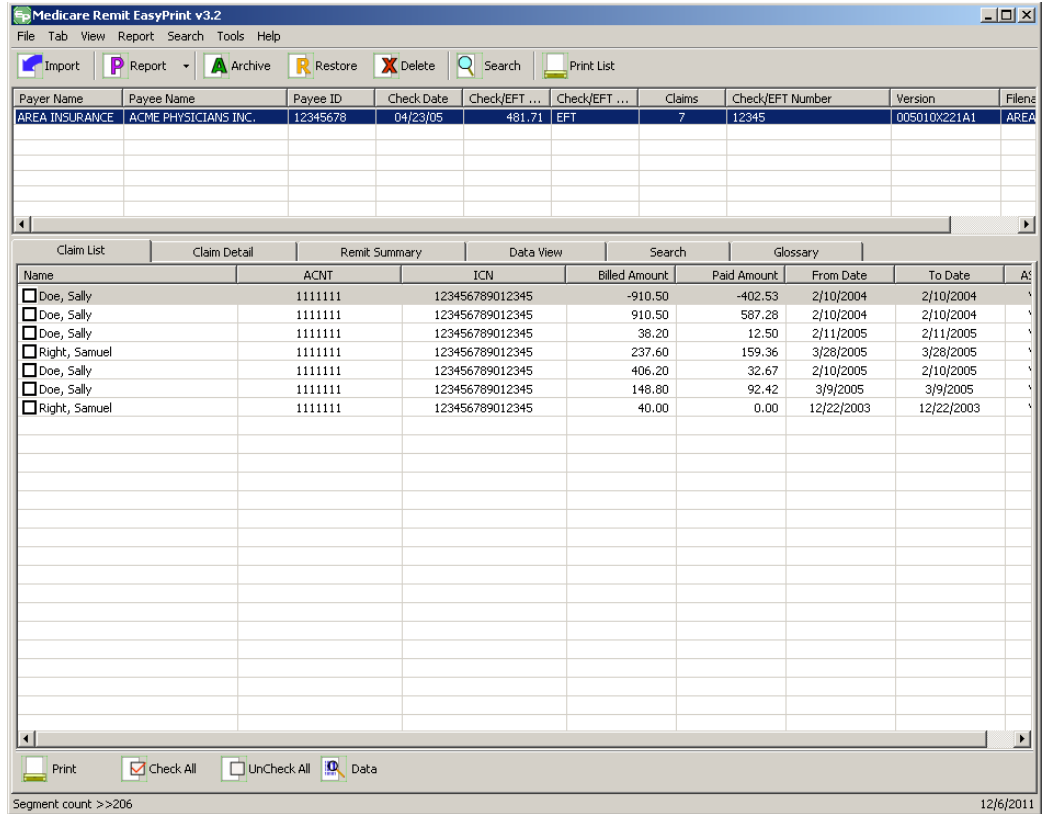 Medicare Remit EasyPrint v3.2
File Tab View Report Search Tools Help
Import Report Archive Restore Delete Search Print List
Payer Name Payee Name Payee ID Check Date Check/EFT ... Check/EFT ... Claims Check/EFT Number Version Filena
AREA INSURANCE ACME PHYSICIANS INC. 12345678 04/23/05 481.71 EFT 7 12345 005010X221A1 AREA
Claim List Claim Detail Remit Summary Data View Search Glossary
Name ACNT ICN Billed Amount Paid Amount From Date To Date AS
Doe, Sally 1111111 123456789012345 -910.50 -402.53 2/10/2004 2/10/2004
Doe, Sally 1111111 123456789012345 910.50 587.28 2/10/2004 2/10/2004
Doe, Sally 1111111 123456789012345 38.20 12.50 2/11/2005 2/11/2005
Right, Samuel 1111111 123456789012345 237.60 159.36 3/28/2005 3/28/2005
Doe, Sally 1111111 123456789012345 406.20 32.67 2/10/2005 2/10/2005
Doe, Sally 1111111 123456789012345 148.80 92.42 3/9/2005 3/9/2005
Right, Samuel 1111111 123456789012345 40.00 0.00 12/22/2003 12/22/2003
Print Check All UnCheck All Data
Segment count >>206 12/6/2011